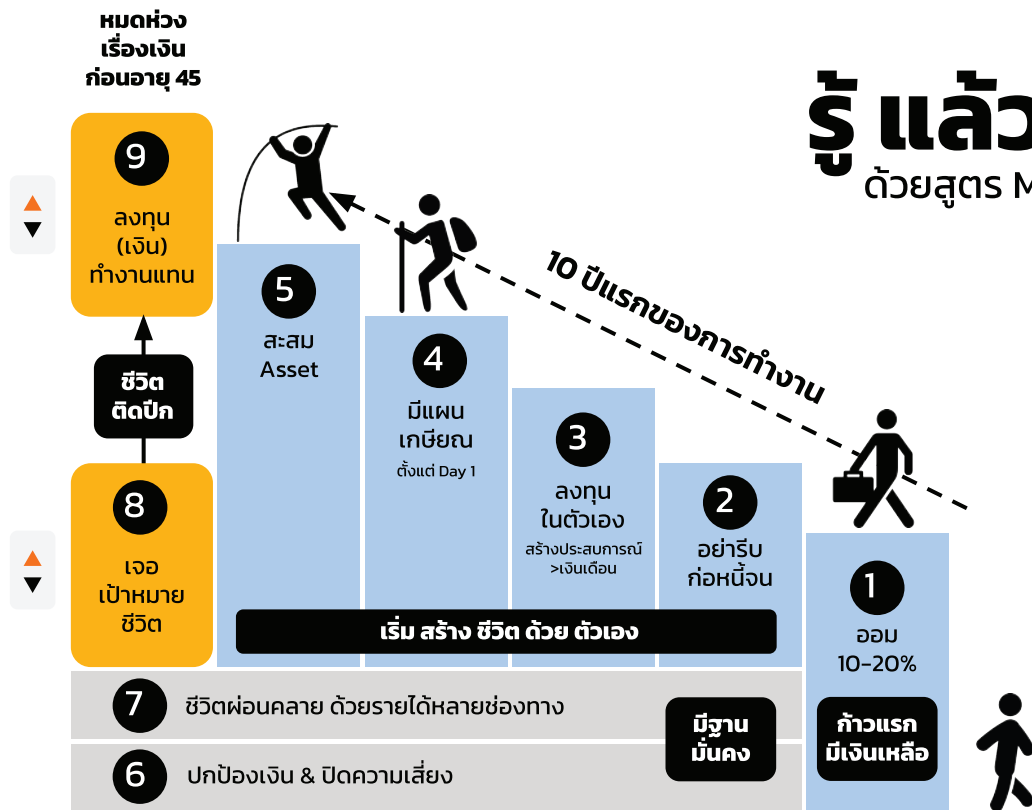 หมดห่วง
เรื่องเงิน
ก่อนอายุ 45
รู้ แล้ว
ด้วยสูตร M
9
ลงทุน
(เงิน)
ทำงานแทน
ชีวิต
ติดปีก
8
เจอ
เป้าหมาย
ชีวิต
10 ปีแรกของการทำงาน
5
สะสม
Asset
4
มีแผน
เกษียณ
ตั้งแต่ Day 1
3
ลงทุน
ในตัวเอง
สร้างประสบการณ์
>เงินเดือน
2
อย่ารีบ
ก่อหนี้จน
1
ออม
10-20%
เริ่ม สร้าง ชีวิต ด้วย ตัวเอง
7 ชีวิตผ่อนคลาย ด้วยรายได้หลายช่องทาง
6 ปกป้องเงิน & ปิดความเสี่ยง
มีฐาน
มั่นคง
ก้าวแรก
มีเงินเหลือ